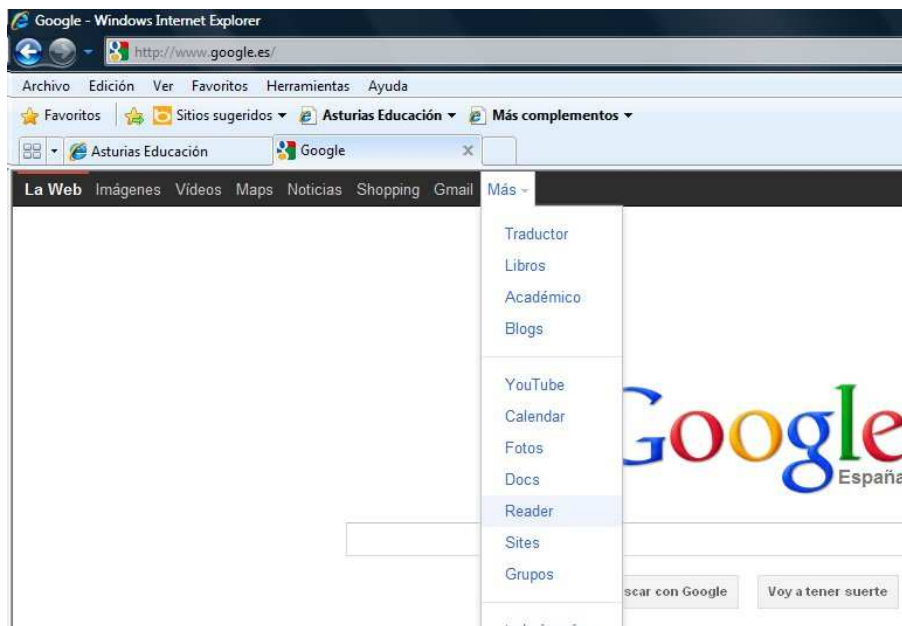 Google - Windows Internet Explorer
http://www.google.es/
Archivo Edición Ver Favoritos Herramientas Ayuda
Favoritos Sitios sugeridos Asturias Educación Más complementos
Asturias Educación Google
La Web Imágenes Vídeos Maps Noticias Shopping Gmail Más
Traductor
Libros
Académico
Blogs
YouTube
Calendar
Fotos
Docs
Reader
Sites
Grupos
Google
España
scar con Google Voy a tener suerte